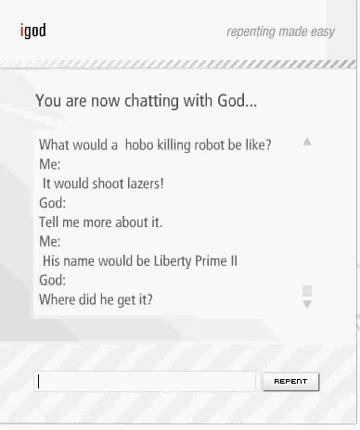 igod
repenting made easy
You are now chatting with God...
What would a hobo killing robot be like?
Me:
It would shoot lazers!
God:
Tell me more about it.
Me:
His name would be Liberty Prime II
God:
Where did he get it?
REPENT